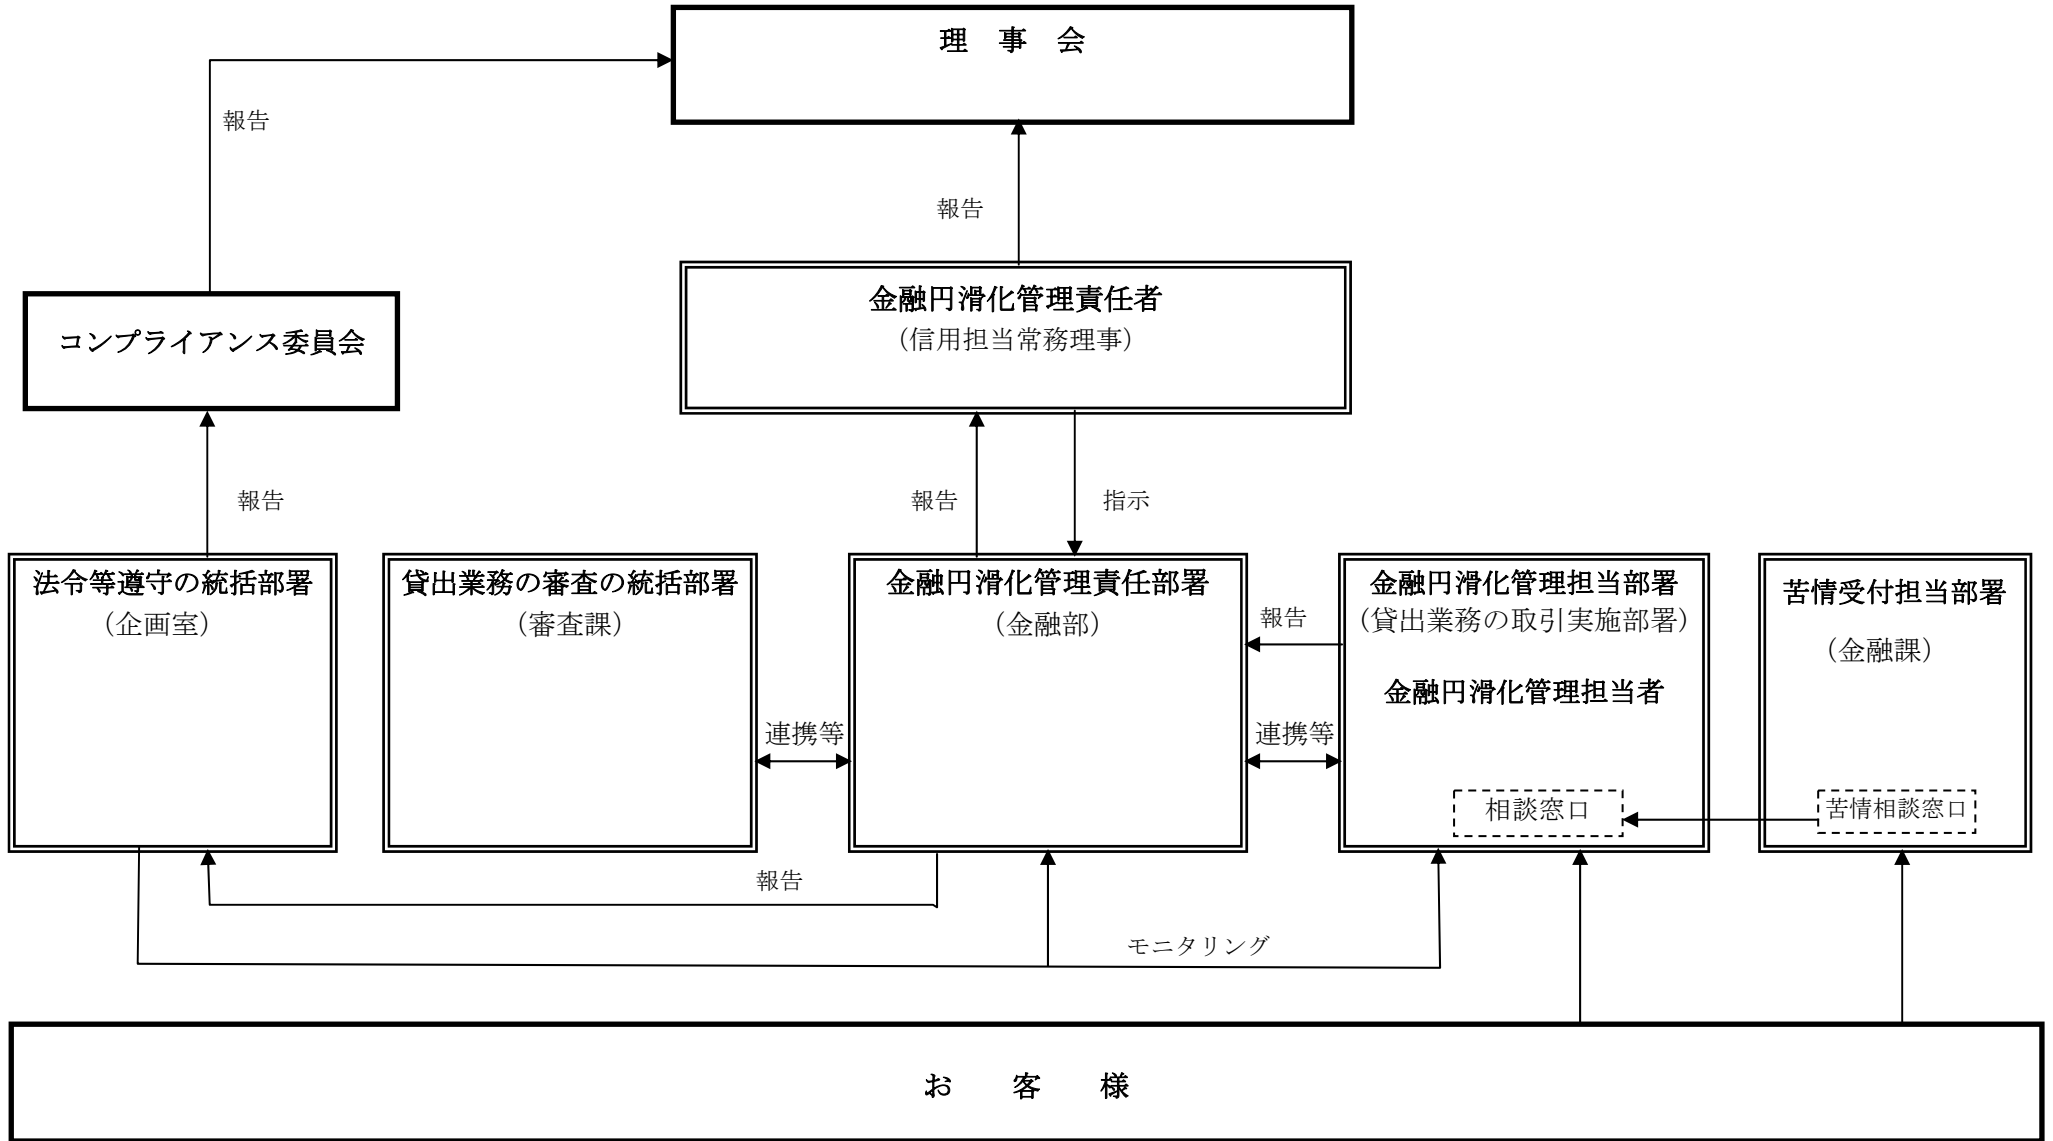 理　事　会
報告
報告
金融円滑化管理責任者
（信用担当常務理事）
コンプライアンス委員会
報告
報告
指示
法令等遵守の統括部署
（企画室）
貸出業務の審査の統括部署
（審査課）
連携等
金融円滑化管理責任部署
（金融部）
報告
連携等
金融円滑化管理担当部署
（貸出業務の取引実施部署）
金融円滑化管理担当者
相談窓口
苦情受付担当部署
（金融課）
苦情相談窓口
報告
モニタリング
お　客　様